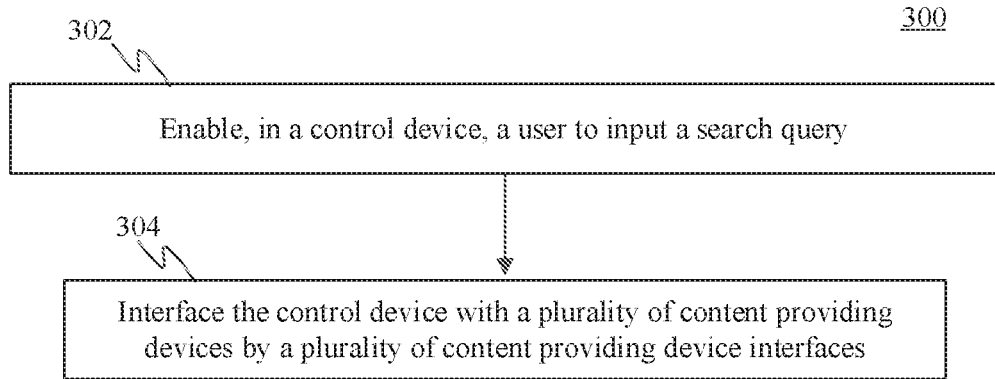 300
302
Enable, in a control device, a user to input a search query
304
Interface the control device with a plurality of content providing
devices by a plurality of content providing device interfaces